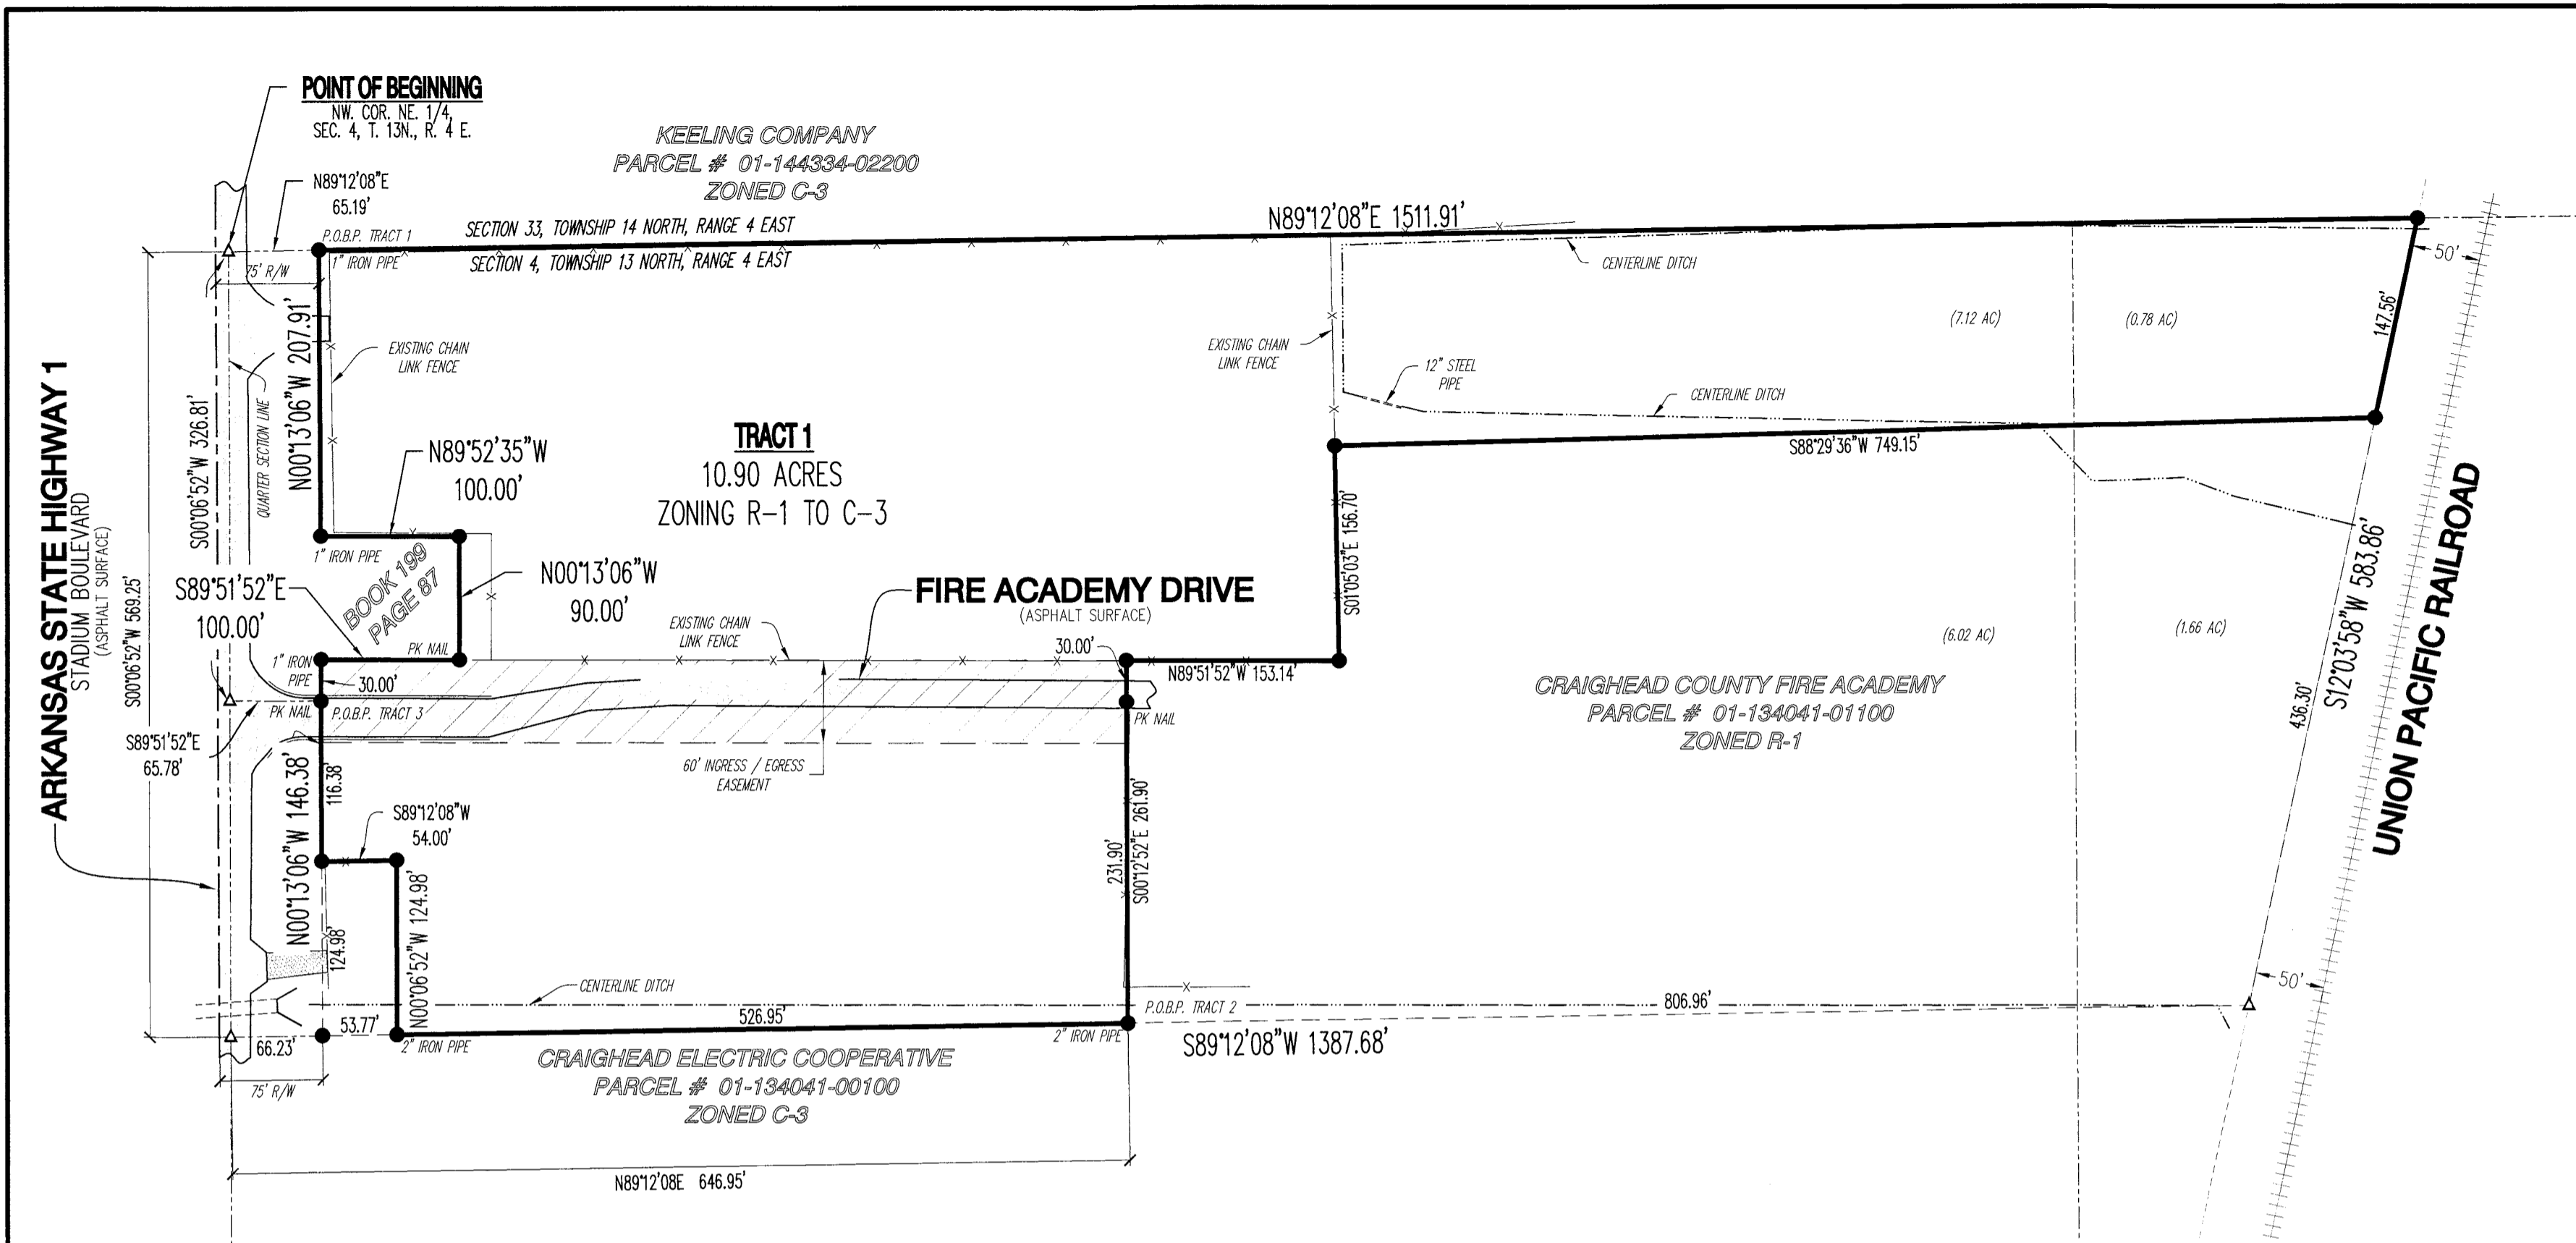 POINT OF BEGINNING
NW. COR. NE. 1/4,
SEC. 4, T. 13N., R. 4 E.
KEELING COMPANY
PARCEL # 01-144334-02200
ZONED C-3
N89°12'08"E
65.19'
P.O.B.P. TRACT 1
1" IRON PIPE
75' R/W
SECTION 33, TOWNSHIP 14 NORTH, RANGE 4 EAST
SECTION 4, TOWNSHIP 13 NORTH, RANGE 4 EAST
N89°12'08"E 1511.91'
CENTERLINE DITCH
50'
147.56'
(7.12 AC)
(0.78 AC)
N00°13'06"W 207.91'
EXISTING CHAIN
LINK FENCE
EXISTING CHAIN
LINK FENCE
12" STEEL
PIPE
CENTERLINE DITCH
S88°29'36"W 749.15'
ARKANSAS STATE HIGHWAY 1
STADIUM BOULEVARD
(ASPHALT SURFACE)
S00°06'52"W 569.25'
S00°06'52"W 326.81'
QUARTER SECTION LINE
N89°52'35"W
100.00'
TRACT 1
10.90 ACRES
ZONING R-1 TO C-3
1" IRON PIPE
BOOK 199
PAGE 87
N00°13'06"W
90.00'
S89°51'52"E
100.00'
PK NAIL
1" IRON
PIPE
30.00'
EXISTING CHAIN
LINK FENCE
FIRE ACADEMY DRIVE
(ASPHALT SURFACE)
30.00'
S01°05'03"E 156.70'
N89°51'52"W 153.14'
PK NAIL
P.O.B.P. TRACT 3
PK NAIL
S89°51'52"E
65.78'
60' INGRESS / EGRESS
EASEMENT
(6.02 AC)
(1.66 AC)
CRAIGHEAD COUNTY FIRE ACADEMY
PARCEL # 01-134041-01100
ZONED R-1
436.30'
S12°03'58"W 583.86'
UNION PACIFIC RAILROAD
N00°13'06"W 146.38'
116.38'
S89°12'08"W
54.00'
124.98'
N00°06'52"W 124.98'
231.90'
S00°12'52"E 261.90'
CENTERLINE DITCH
P.O.B.P. TRACT 2
806.96'
50'
66.23'
53.77'
2" IRON PIPE
526.95'
2" IRON PIPE
S89°12'08"W 1387.68'
75' R/W
CRAIGHEAD ELECTRIC COOPERATIVE
PARCEL # 01-134041-00100
ZONED C-3
N89°12'08E 646.95'